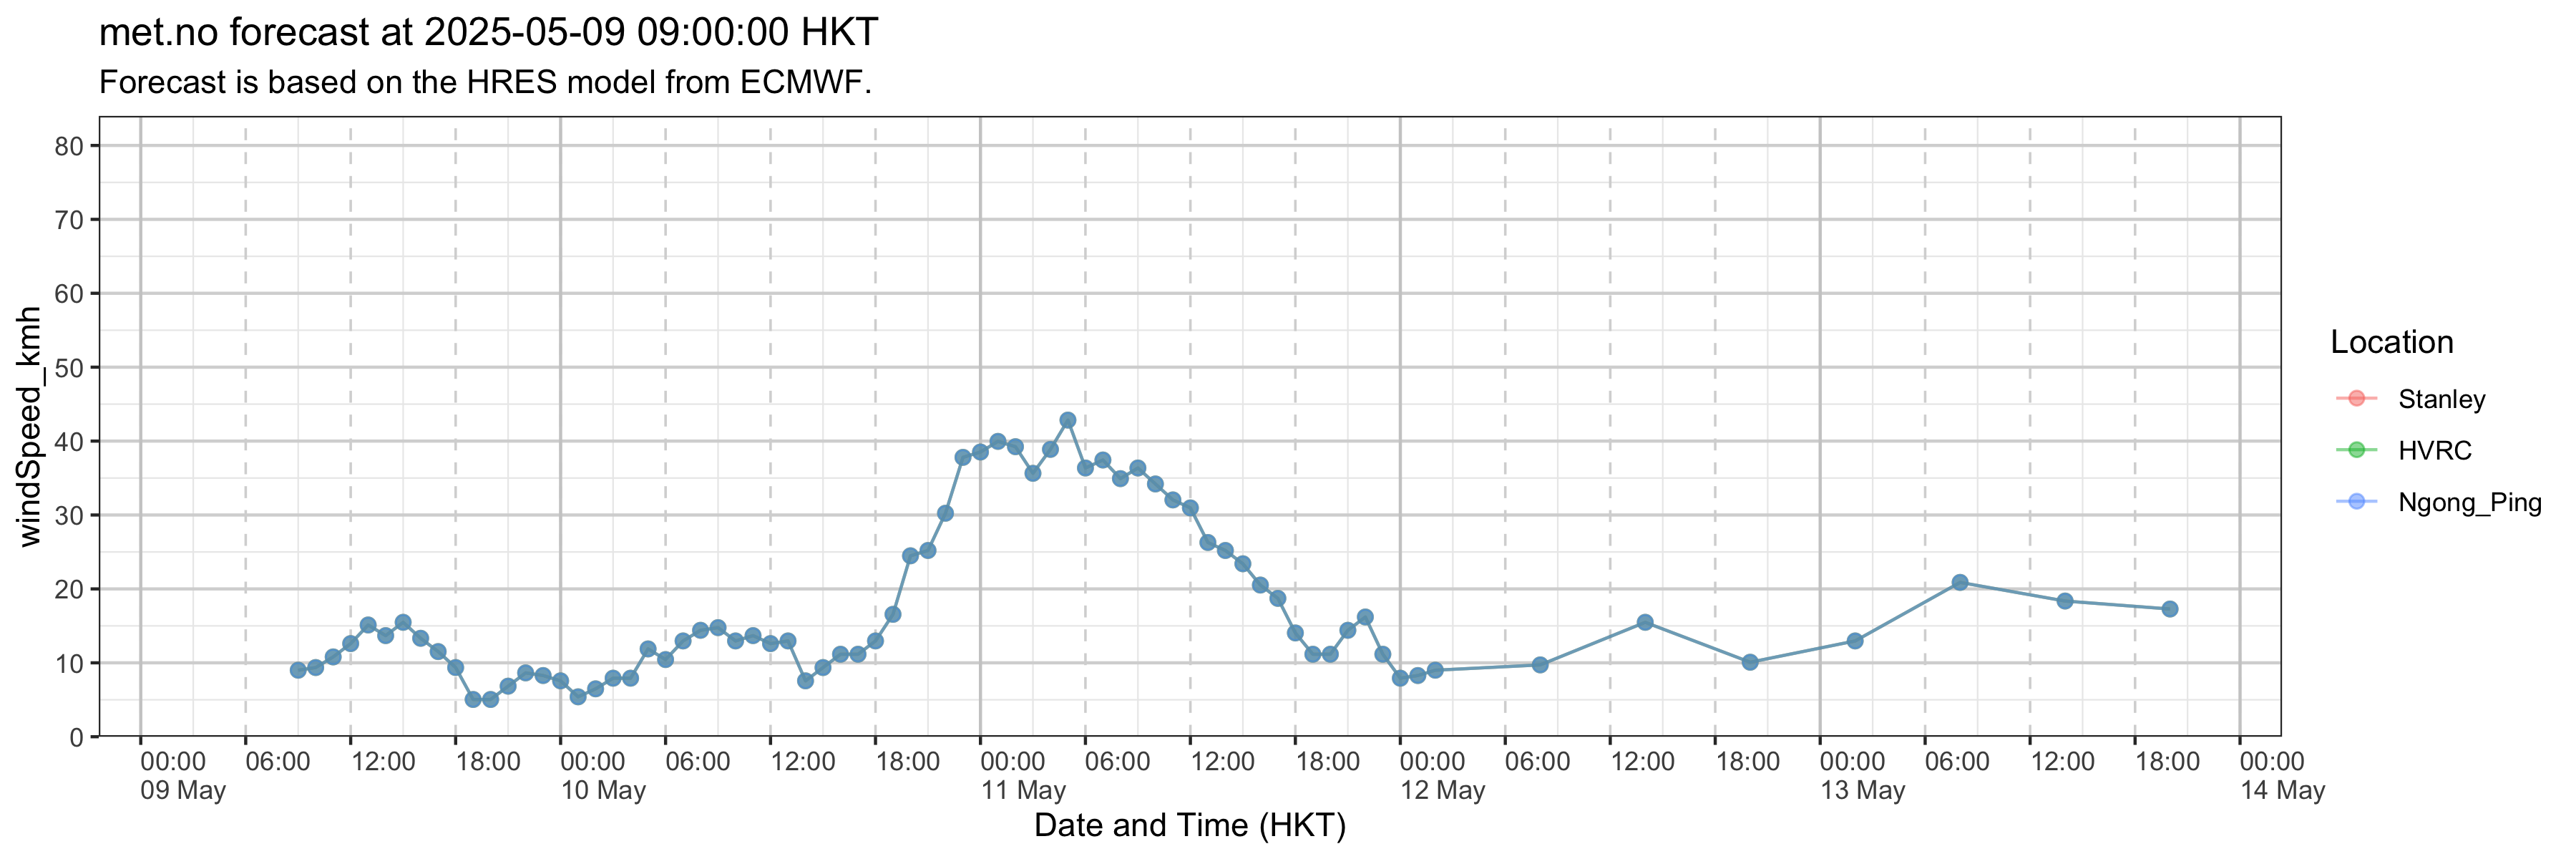 met.no forecast at 2025-05-09 09:00:00 HKT
Forecast is based on the HRES model from ECMWF.
windSpeed_kmh
80
70
60
50
40
30
20
10
0
00:00 06:00 12:00 18:00 00:00 06:00 12:00 18:00 00:00 06:00 12:00 18:00 00:00 06:00 12:00 18:00 00:00 06:00 12:00 18:00 00:00
09 May 10 May 11 May 12 May 13 May 14 May
Date and Time (HKT)
Location
Stanley
HVRC
Ngong_Ping